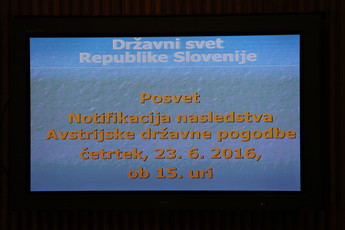 Državni svet
Republike Slovenije
Posvet
Notifikacija nasledstva
Avstrijske državne pogodbe
četrtek, 23. 6. 2016,
ob 15. uri